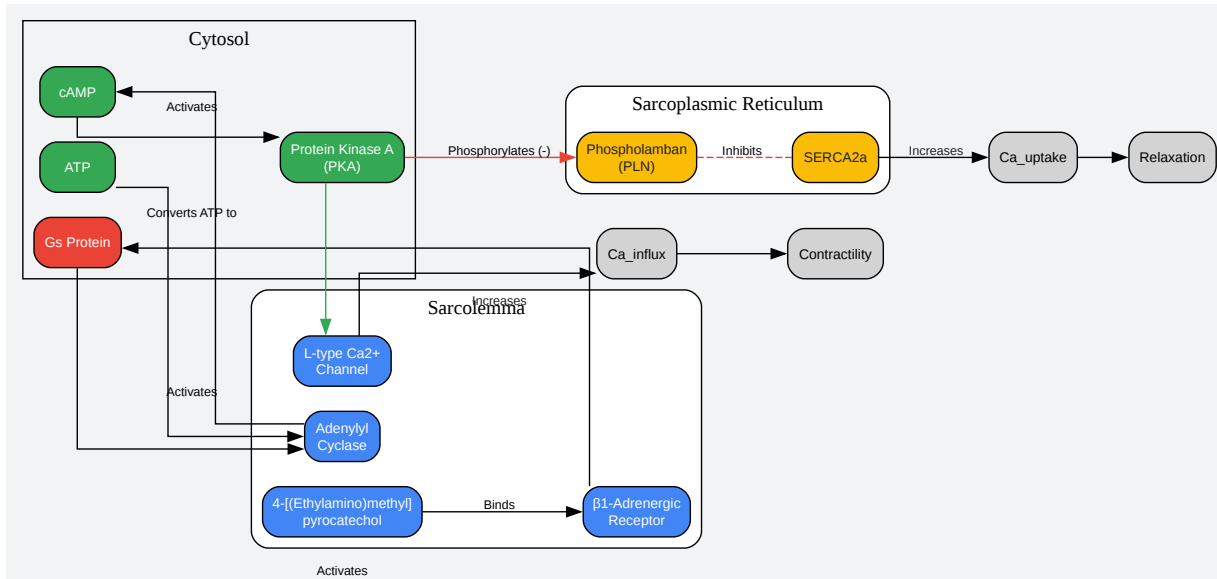 Cytosol
cAMP
Activates
Sarcoplasmic Reticulum
Protein Kinase A
(PKA)
Phosphorylates (-)
Phospholamban
(PLN)
Inhibits
SERCA2a
Increases
Ca_uptake
Relaxation
ATP
Converts ATP to
Gs Protein
Ca_influx
Contractility
Increases
Sarcolemma
L-type Ca2+
Channel
Activates
Adenylyl
Cyclase
4-[(Ethylamino)methyl]
pyrocatechol
Binds
β1-Adrenergic
Receptor
Activates